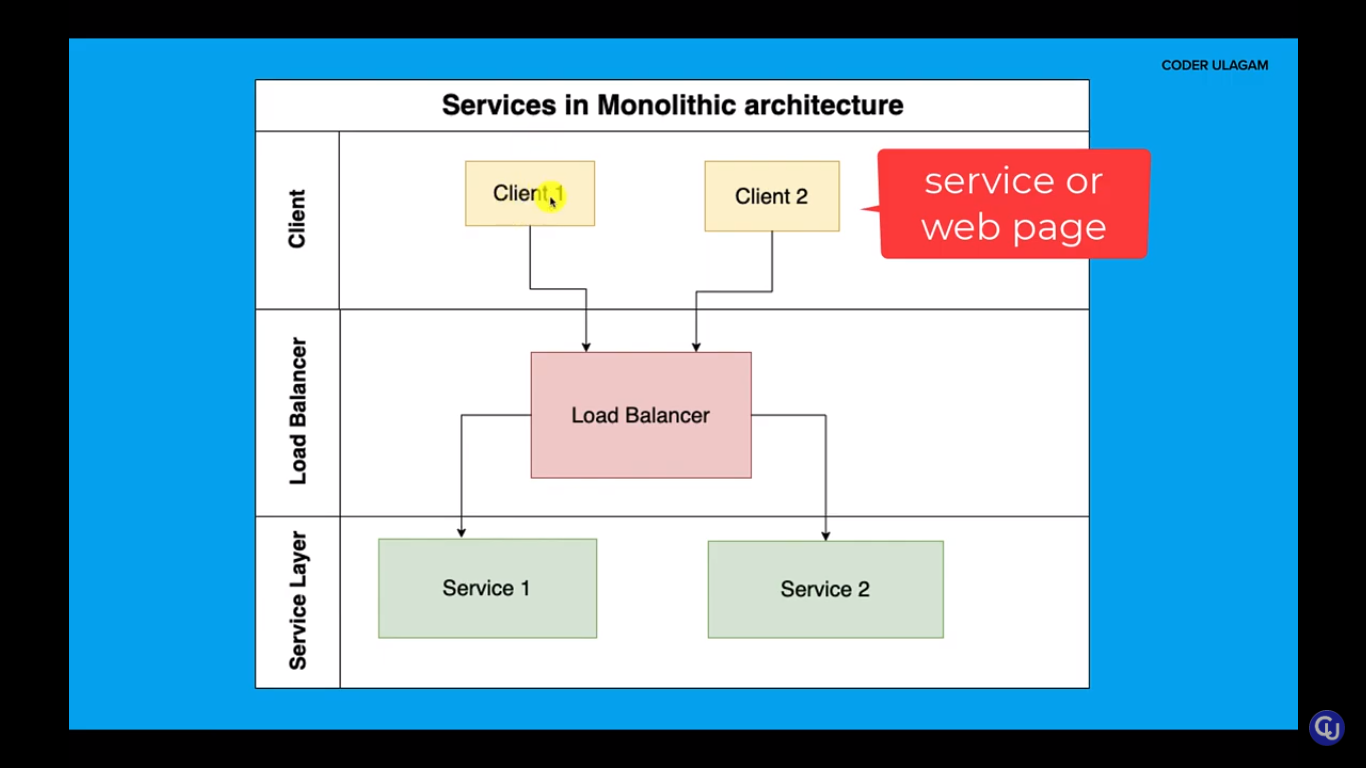 CODER ULAGAM
Services in Monolithic architecture
Client
Client 1
Client 2
service or
web page
Load Balancer
Load Balancer
Service Layer
Service 1
Service 2
CU